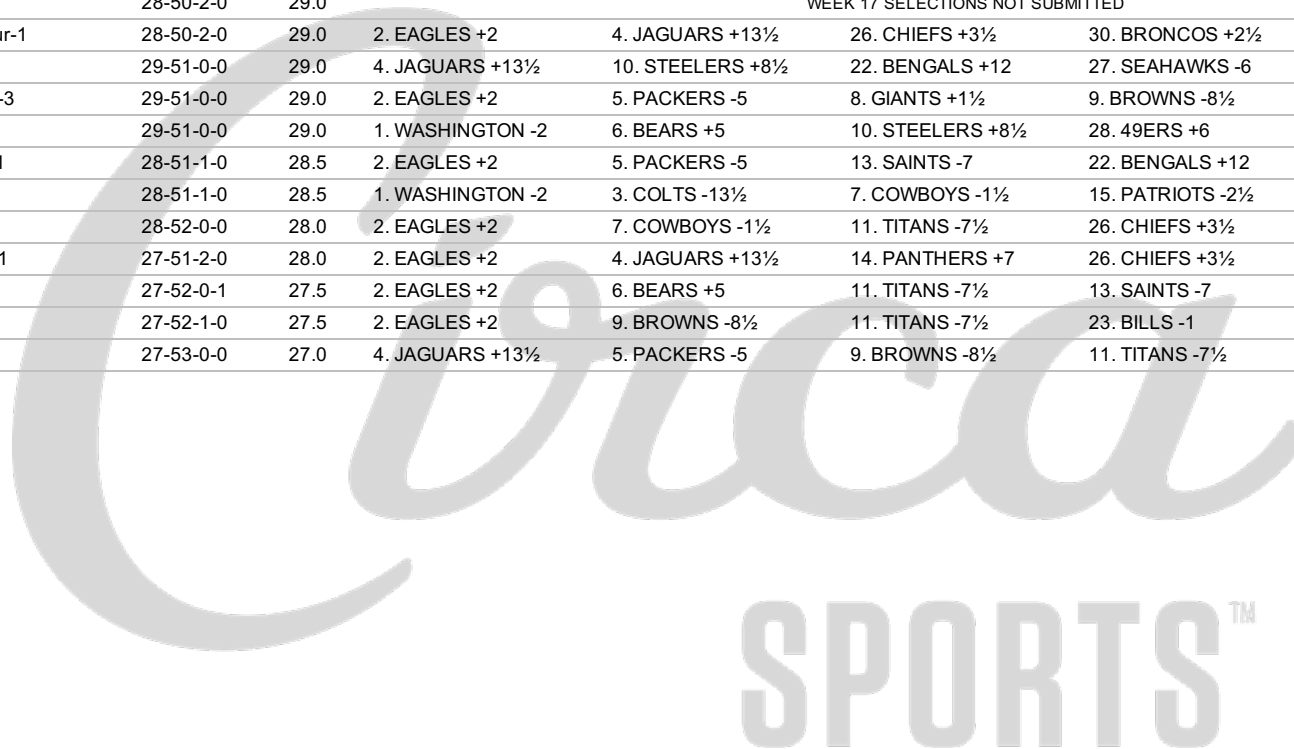 28-50-2-0 29.0 WEEK 17 SELECTIONS NOT SUBMITTED
ur-1 28-50-2-0 29.0 2. EAGLES +2 4. JAGUARS +13½ 26. CHIEFS +3½ 30. BRONCOS +2½
29-51-0-0 29.0 4. JAGUARS +13½ 10. STEELERS +8½ 22. BENGALS +12 27. SEAHAWKS -6
-3 29-51-0-0 29.0 2. EAGLES +2 5. PACKERS -5 8. GIANTS +1½ 9. BROWNS -8½
29-51-0-0 29.0 1. WASHINGTON -2 6. BEARS +5 10. STEELERS +8½ 28. 49ERS +6
28-51-1-0 28.5 2. EAGLES +2 5. PACKERS -5 13. SAINTS -7 22. BENGALS +12
28-51-1-0 28.5 1. WASHINGTON -2 3. COLTS -13½ 7. COWBOYS -1½ 15. PATRIOTS -2½
28-52-0-0 28.0 2. EAGLES +2 7. COWBOYS -1½ 11. TITANS -7½ 26. CHIEFS +3½
1 27-51-2-0 28.0 2. EAGLES +2 4. JAGUARS +13½ 14. PANTHERS +7 26. CHIEFS +3½
27-52-0-1 27.5 2. EAGLES +2 6. BEARS +5 11. TITANS -7½ 13. SAINTS -7
27-52-1-0 27.5 2. EAGLES +2 9. BROWNS -8½ 11. TITANS -7½ 23. BILLS -1
27-53-0-0 27.0 4. JAGUARS +13½ 5. PACKERS -5 9. BROWNS -8½ 11. TITANS -7½
Circa
SPORTS™